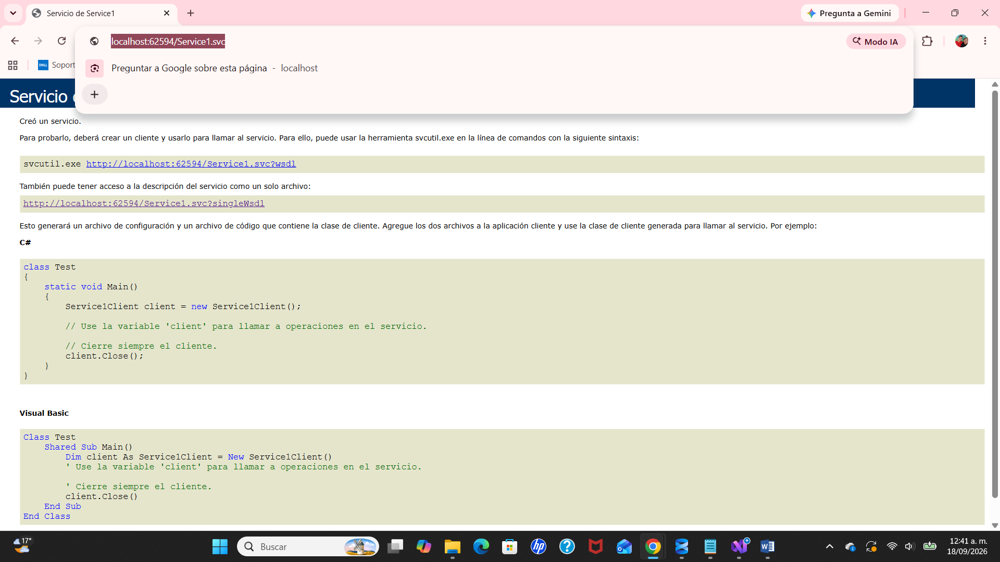 Servicio de Service1
Pregunta a Gemini
localhost:62594/Service1.svc
Modo IA
DELL Soport
Preguntar a Google sobre esta página - localhost
Servicio
Creó un servicio.
Para probarlo, deberá crear un cliente y usarlo para llamar al servicio. Para ello, puede usar la herramienta svcutil.exe en la línea de comandos con la siguiente sintaxis:
svcutil.exe http://localhost:62594/Service1.svc?wsdl
También puede tener acceso a la descripción del servicio como un solo archivo:
http://localhost:62594/Service1.svc?singleWsdl
Esto generará un archivo de configuración y un archivo de código que contiene la clase de cliente. Agregue los dos archivos a la aplicación cliente y use la clase de cliente generada para llamar al servicio. Por ejemplo:
C#
class Test
{
static void Main()
{
Service1Client client = new Service1Client();
// Use la variable 'client' para llamar a operaciones en el servicio.
// Cierre siempre el cliente.
client.Close();
}
}
Visual Basic
Class Test
Shared Sub Main()
Dim client As Service1Client = New Service1Client()
' Use la variable 'client' para llamar a operaciones en el servicio.
' Cierre siempre el cliente.
client.Close()
End Sub
End Class
17°
Buscar
hp
12:41 a. m.
18/09/2026